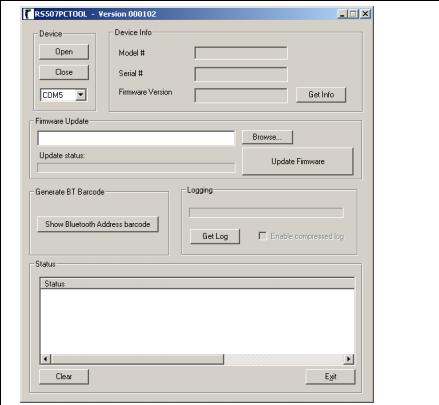 RS507PCTOOL - Version 000102
Device
Open
Close
COM5
Device Info
Model #
Serial #
Firmware Version
Get Info
Firmware Update
Browse...
Update status:
Update Firmware
Generate BT Barcode
Show Bluetooth Address barcode
Logging
Get Log
Enable compressed log
Status
Status
Clear
Exit